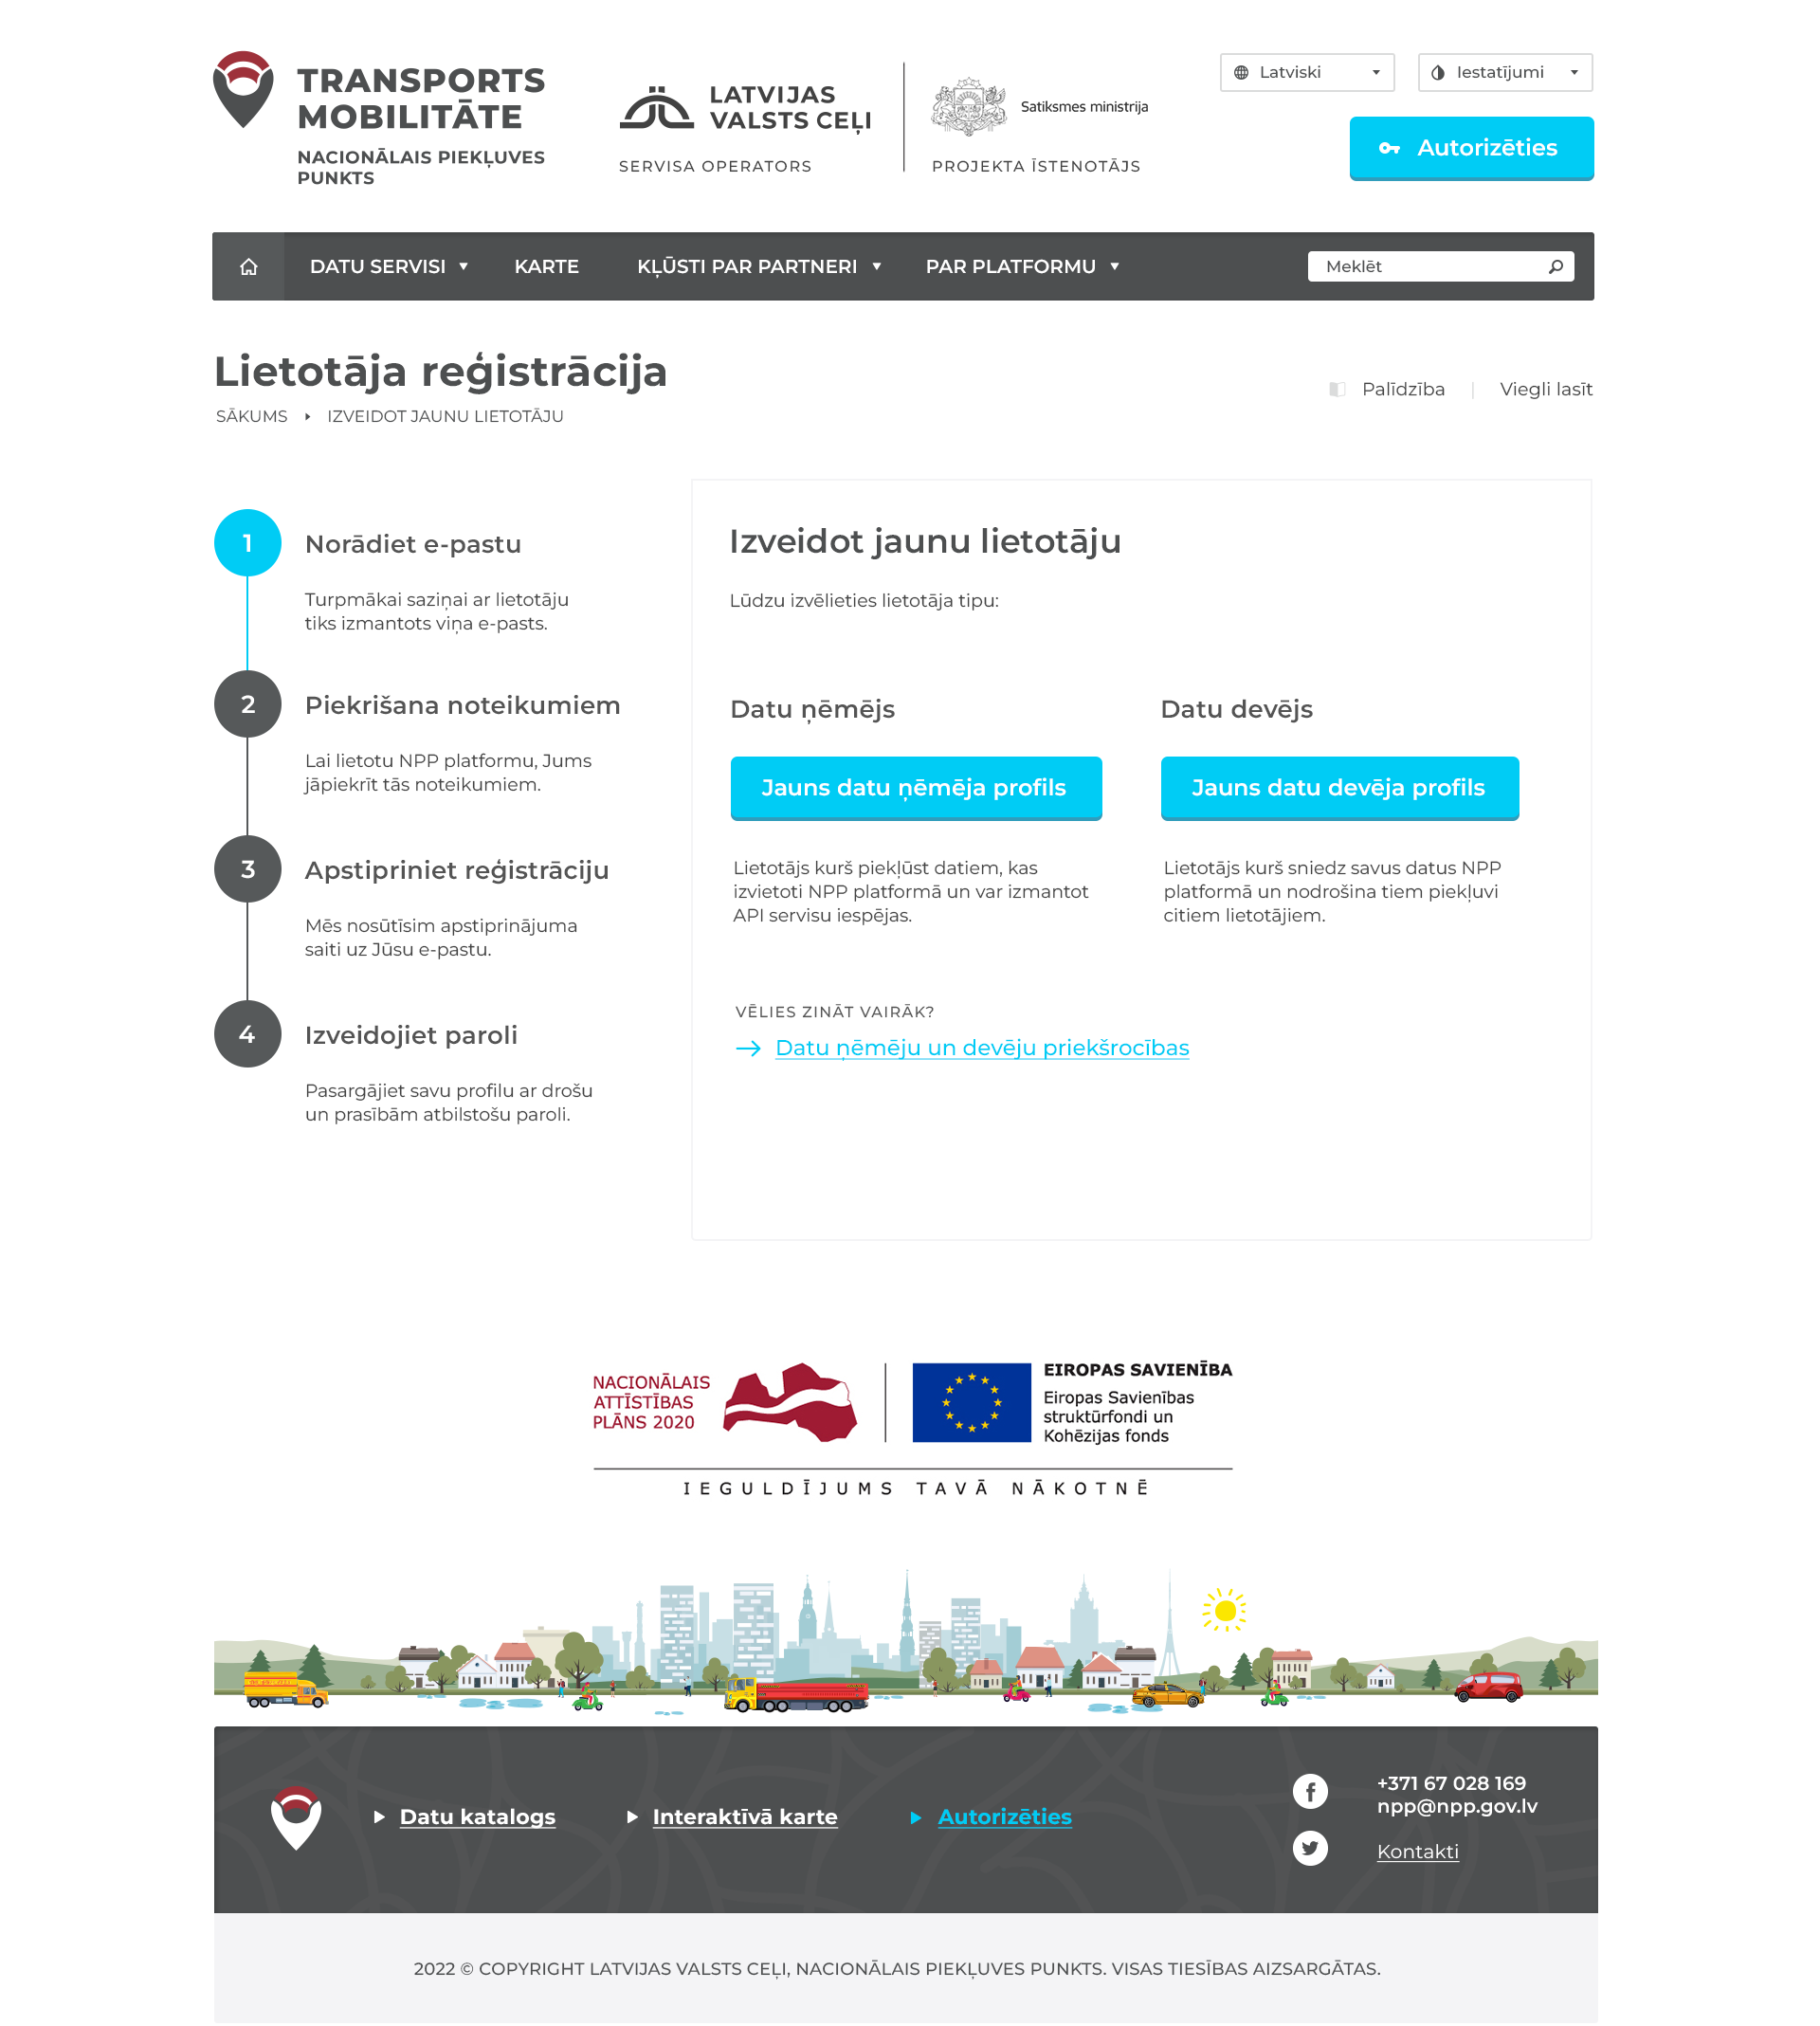 TRANSPORTS
MOBILITĀTE
NACIONĀLAIS PIEKĻUVES
PUNKTS
LATVIJAS
VALSTS CEĻI
SERVISA OPERATORS
Satiksmes ministrija
PROJEKTA ĪSTENOTĀJS
Latviski
Iestatījumi
Autorizēties
DATU SERVISI
KARTE
KĻŪSTI PAR PARTNERI
PAR PLATFORMU
Meklēt
Lietotāja reģistrācija
SĀKUMS
IZVEIDOT JAUNU LIETOTĀJU
Palīdzība
Viegli lasīt
1
Norādiet e-pastu
Turpmākai saziņai ar lietotāju
tiks izmantots viņa e-pasts.
2
Piekrišana noteikumiem
Lai lietotu NPP platformu, Jums
jāpiekrīt tās noteikumiem.
3
Apstipriniet reģistrāciju
Mēs nosūtīsim apstiprinājuma
saiti uz Jūsu e-pastu.
4
Izveidojiet paroli
Pasargājiet savu profilu ar drošu
un prasībām atbilstošu paroli.
Izveidot jaunu lietotāju
Lūdzu izvēlieties lietotāja tipu:
Datu ņēmējs
Jauns datu ņēmēja profils
Lietotājs kurš piekļūst datiem, kas
izvietoti NPP platformā un var izmantot
API servisu iespējas.
Datu devējs
Jauns datu devēja profils
Lietotājs kurš sniedz savus datus NPP
platformā un nodrošina tiem piekļuvi
citiem lietotājiem.
VĒLIES ZINĀT VAIRĀK?
Datu ņēmēju un devēju priekšrocības
NACIONĀLAIS
ATTĪSTĪBAS
PLĀNS 2020
EIROPAS SAVIENĪBA
Eiropas Savienības
struktūrfondi un
Kohēzijas fonds
IEGULDĪJUMS TAVĀ NĀKOTNĒ
Datu katalogs
Interaktīvā karte
Autorizēties
+371 67 028 169
npp@npp.gov.lv
Kontakti
2022 © COPYRIGHT LATVIJAS VALSTS CEĻI, NACIONĀLAIS PIEKĻUVES PUNKTS. VISAS TIESĪBAS AIZSARGĀTAS.